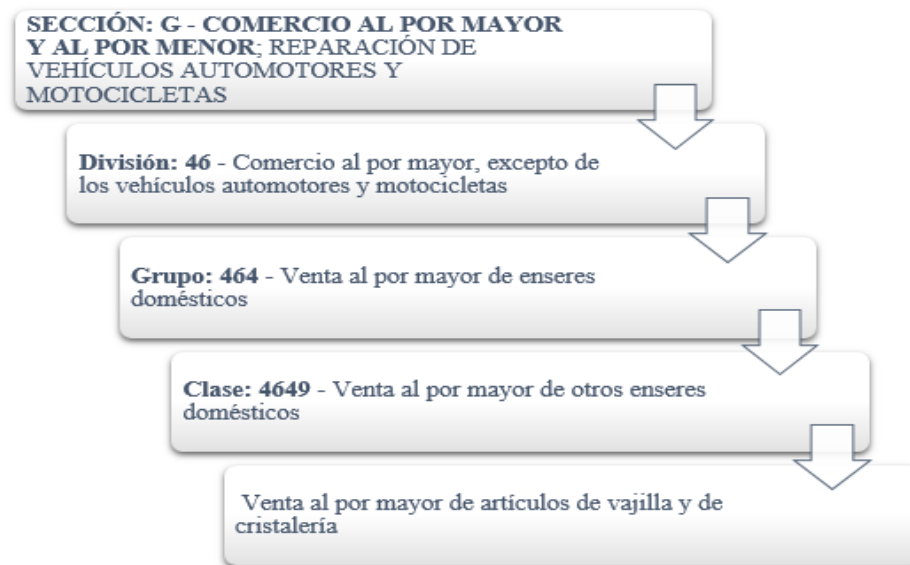 SECCIÓN: G - COMERCIO AL POR MAYOR
Y AL POR MENOR; REPARACIÓN DE
VEHÍCULOS AUTOMOTORES Y
MOTOCICLETAS
División: 46 - Comercio al por mayor, excepto de
los vehículos automotores y motocicletas
Grupo: 464 - Venta al por mayor de enseres
domésticos
Clase: 4649 - Venta al por mayor de otros enseres
domésticos
Venta al por mayor de artículos de vajilla y de
cristalería